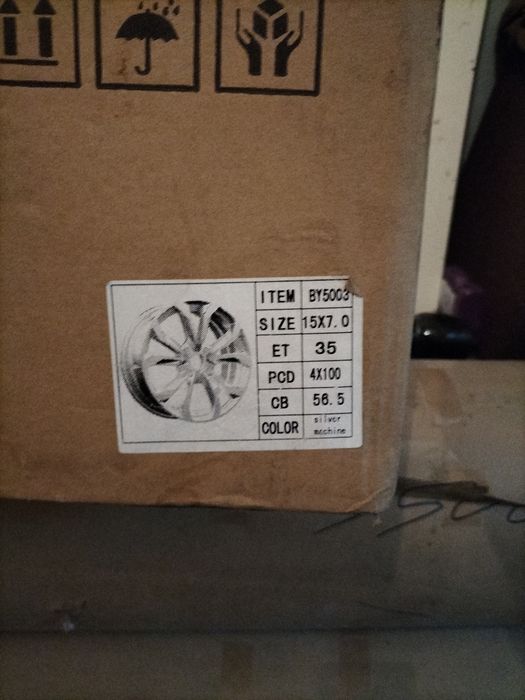 ITEM BY5003
SIZE 15X7.0
ET 35
PCD 4X100
CB 56.5
COLOR silver
machine